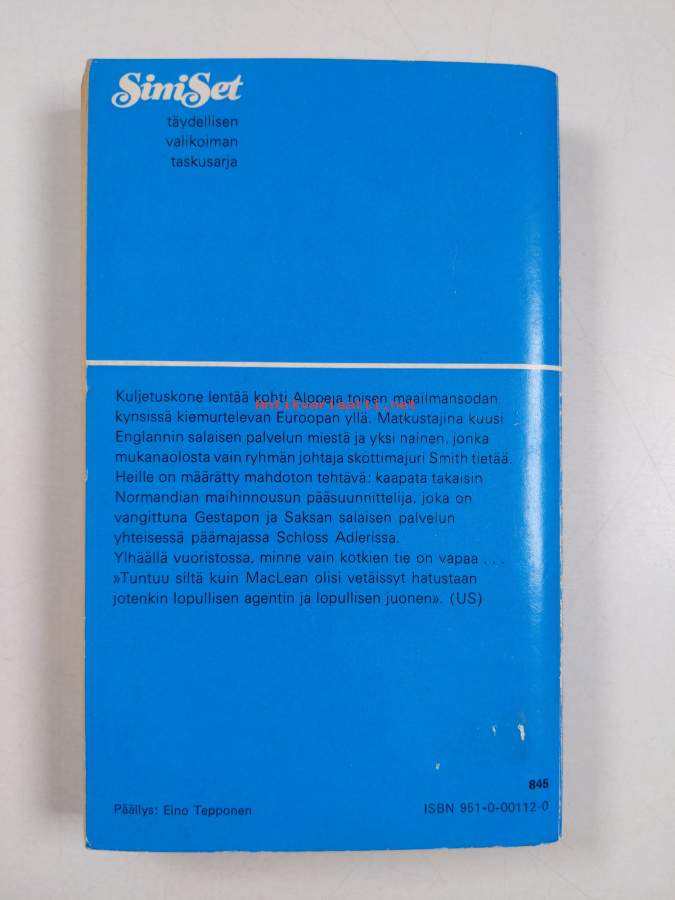 SiniSet
täydellisen
valikoiman
taskusarja
Kuljetuskone lentää kohti Alppeja toisen maailmansodan
antikvariaatti.net
kynsissä kiemurtelevan Euroopan yllä. Matkustajina kuusi
Englannin salaisen palvelun miestä ja yksi nainen, jonka
mukanaolosta vain ryhmän johtaja skottimajuri Smith tietää.
Heille on määrätty mahdoton tehtävä: kaapata takaisin
Normandian maihinnousun pääsuunnittelija, joka on
vangittuna Gestapon ja Saksan salaisen palvelun
yhteisessä päämajassa Schloss Adlerissa.
Ylhäällä vuoristossa, minne vain kotkien tie on vapaa . . .
»Tuntuu siltä kuin MacLean olisi vetäissyt hatustaan
jotenkin lopullisen agentin ja lopullisen juonen». (US)
845
Päällys: Eino Tepponen
ISBN 951-0-00112-0